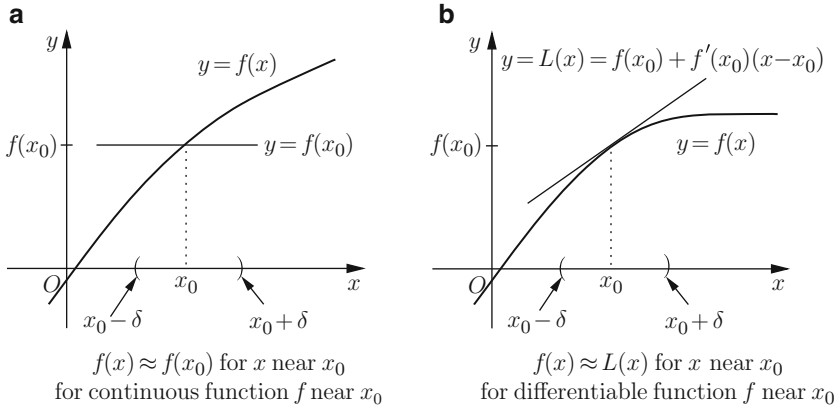 a
y
y = f(x)
f(x₀)
y = f(x₀)
O
x₀
x
x₀ − δ
x₀ + δ
f(x) ≈ f(x₀) for x near x₀
for continuous function f near x₀
b
y
y = L(x) = f(x₀) + f′(x₀)(x−x₀)
f(x₀)
y = f(x)
O
x₀
x
x₀ − δ
x₀ + δ
f(x) ≈ L(x) for x near x₀
for differentiable function f near x₀